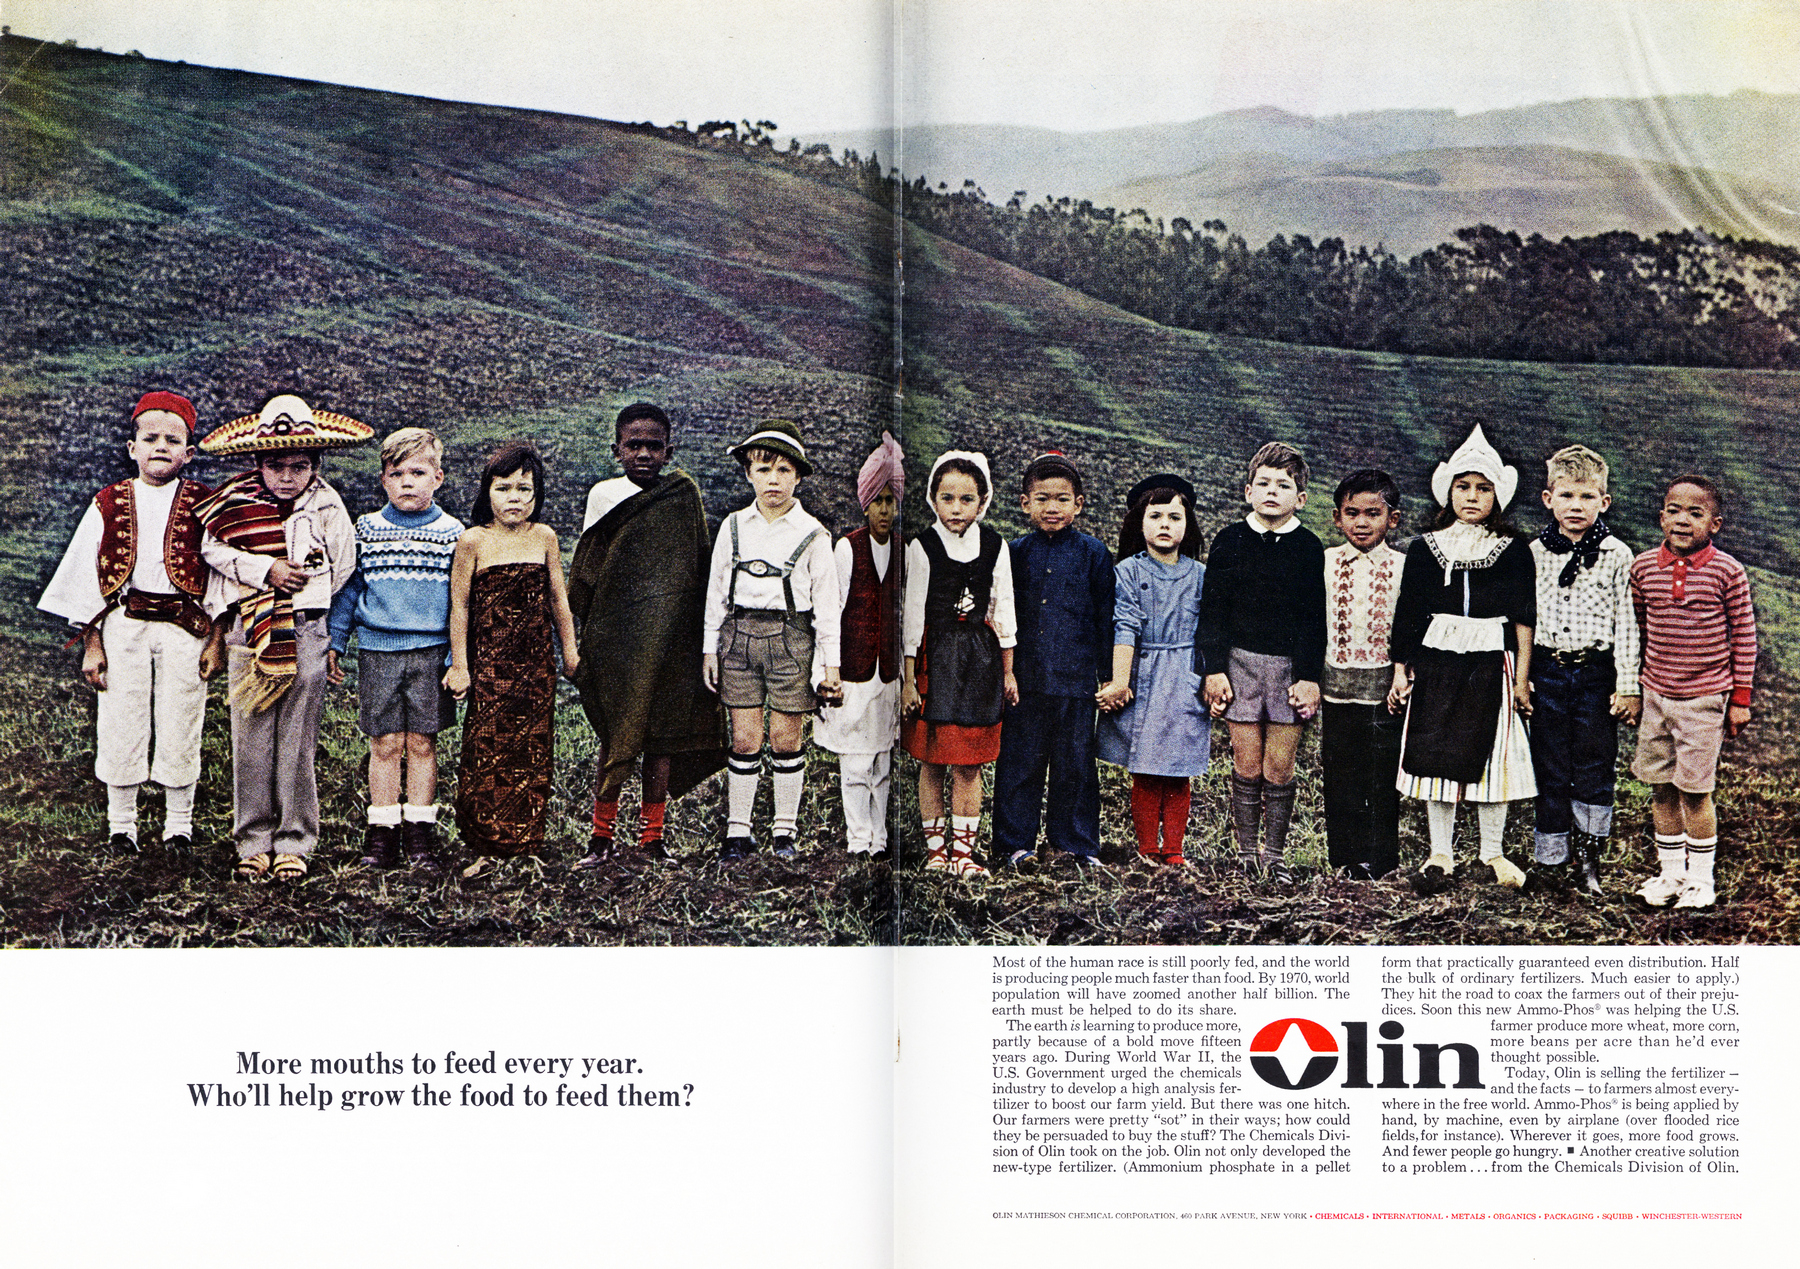 More mouths to feed every year.
Who'll help grow the food to feed them?
Most of the human race is still poorly fed, and the world
is producing people much faster than food. By 1970, world
population will have zoomed another half billion. The
earth must be helped to do its share.
The earth is learning to produce more,
partly because of a bold move fifteen
years ago. During World War II, the
U.S. Government urged the chemicals
industry to develop a high analysis fer-
tilizer to boost our farm yield. But there was one hitch.
Our farmers were pretty “sot” in their ways; how could
they be persuaded to buy the stuff? The Chemicals Divi-
sion of Olin took on the job. Olin not only developed the
new-type fertilizer. (Ammonium phosphate in a pellet
form that practically guaranteed even distribution. Half
the bulk of ordinary fertilizers. Much easier to apply.)
They hit the road to coax the farmers out of their preju-
dices. Soon this new Ammo-Phos® was helping the U.S.
farmer produce more wheat, more corn,
more beans per acre than he'd ever
thought possible.
Today, Olin is selling the fertilizer –
and the facts – to farmers almost every-
where in the free world. Ammo-Phos® is being applied by
hand, by machine, even by airplane (over flooded rice
fields, for instance). Wherever it goes, more food grows.
And fewer people go hungry. ■ Another creative solution
to a problem . . . from the Chemicals Division of Olin.
Olin
OLIN MATHIESON CHEMICAL CORPORATION, 460 PARK AVENUE, NEW YORK • CHEMICALS • INTERNATIONAL • METALS • ORGANICS • PACKAGING • SQUIBB • WINCHESTER-WESTERN